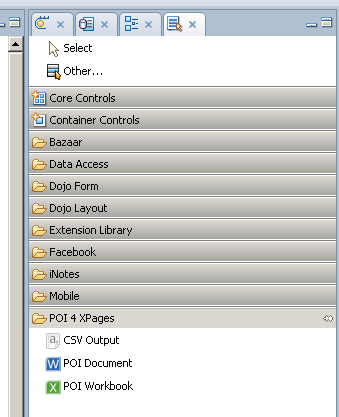 Select
Other...
Core Controls
Container Controls
Bazaar
Data Access
Dojo Form
Dojo Layout
Extension Library
Facebook
iNotes
Mobile
POI 4 XPages
a, CSV Output
W POI Document
X POI Workbook